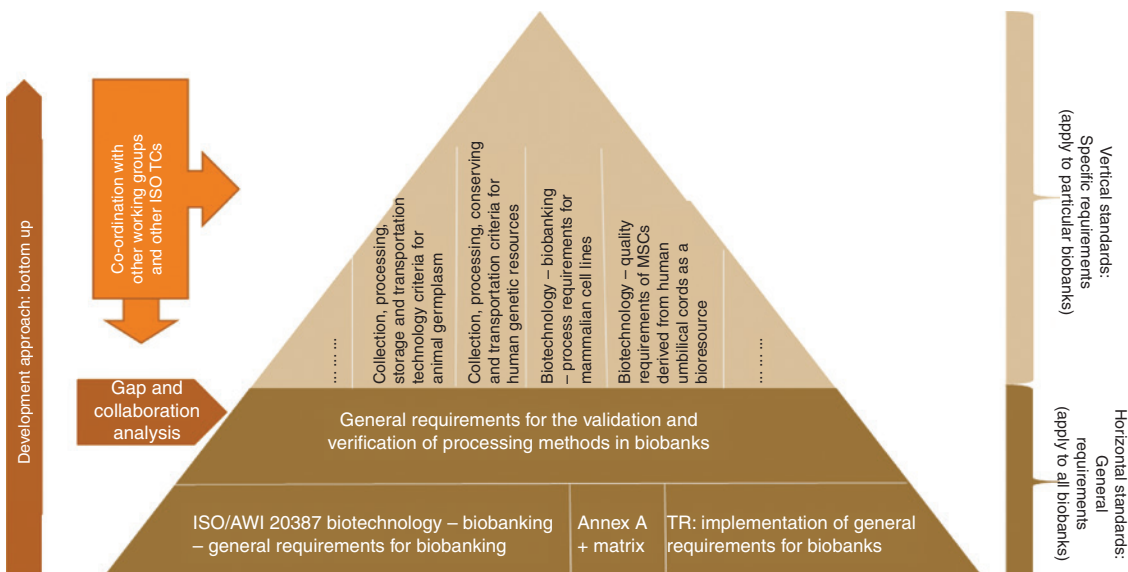 Development approach: bottom up
Co-ordination with
other working groups
and other ISO TCs
Gap and
collaboration
analysis
... ...
Collection, processing,
storage and transportation
technology criteria for
animal germplasm
Collection, processing, conserving
and transportation criteria for
human genetic resources
Biotechnology – biobanking
– process requirements for
mammalian cell lines
Biotechnology – quality
requirements of MSCs
derived from human
umbilical cords as a
bioresource
... ...
General requirements for the validation and
verification of processing methods in biobanks
ISO/AWI 20387 biotechnology – biobanking
– general requirements for biobanking
Annex A
+ matrix
TR: implementation of general
requirements for biobanks
Vertical standards:
Specific requirements
(apply to particular biobanks)
Horizontal standards:
General
requirements
(apply to all biobanks)